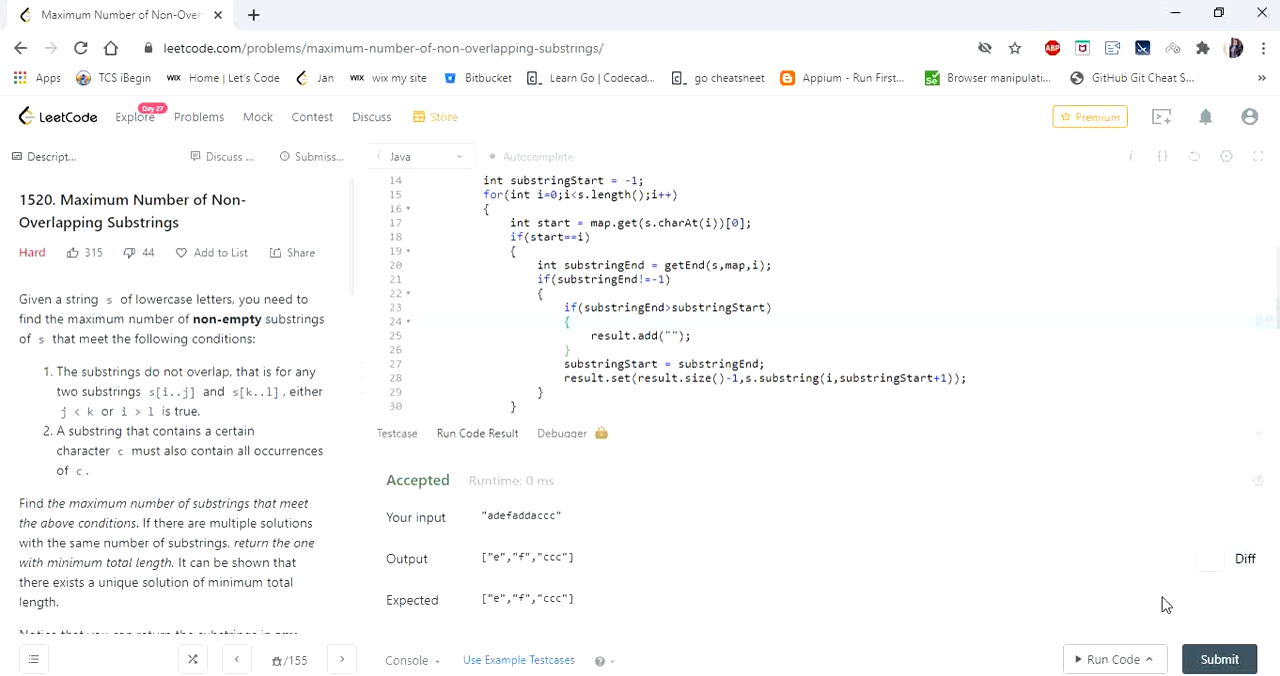 Maximum Number of Non-Over
leetcode.com/problems/maximum-number-of-non-overlapping-substrings/
ABP
Apps TCS iBegin WIX Home | Let's Code Jan WIX wix my site Bitbucket Learn Go | Codecad... go cheatsheet Appium - Run First... Browser manipulati... GitHub Git Cheat S... »
LeetCode Explore Day 27 Problems Mock Contest Discuss Store Premium
Descript... Discuss ... Submiss... i Java Autocomplete i {}
1520. Maximum Number of Non-
Overlapping Substrings
Hard 315 44 Add to List Share
Given a string s of lowercase letters, you need to
find the maximum number of non-empty substrings
of s that meet the following conditions:
1. The substrings do not overlap, that is for any
two substrings s[i..j] and s[k..l], either
j < k or i > l is true.
2. A substring that contains a certain
character c must also contain all occurrences
of c.
Find the maximum number of substrings that meet
the above conditions. If there are multiple solutions
with the same number of substrings, return the one
with minimum total length. It can be shown that
there exists a unique solution of minimum total
length.
Notice that you can return the substrings in any
14 int substringStart = -1;
15 for(int i=0;i<s.length();i++)
16 {
17 int start = map.get(s.charAt(i))[0];
18 if(start==i)
19 {
20 int substringEnd = getEnd(s,map,i);
21 if(substringEnd!=-1)
22 {
23 if(substringEnd>substringStart)
24 {
25 result.add("");
26 }
27 substringStart = substringEnd;
28 result.set(result.size()-1,s.substring(i,substringStart+1));
29 }
30 }
Testcase Run Code Result Debugger
Accepted Runtime: 0 ms
Your input "adefaddaccc"
Output ["e","f","ccc"]
Diff
Expected ["e","f","ccc"]
/155
Console Use Example Testcases Run Code Submit